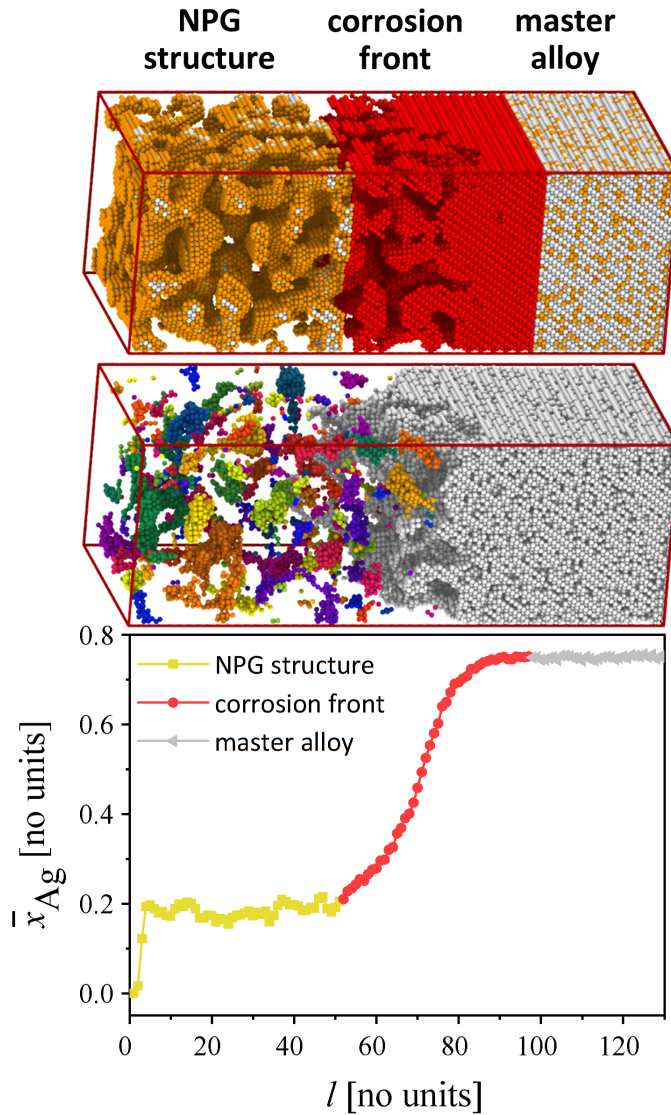 NPG structure
corrosion front
master alloy
0.8
NPG structure
corrosion front
master alloy
0.6
0.4
0.2
0.0
x̄Ag [no units]
0 20 40 60 80 100 120
l [no units]